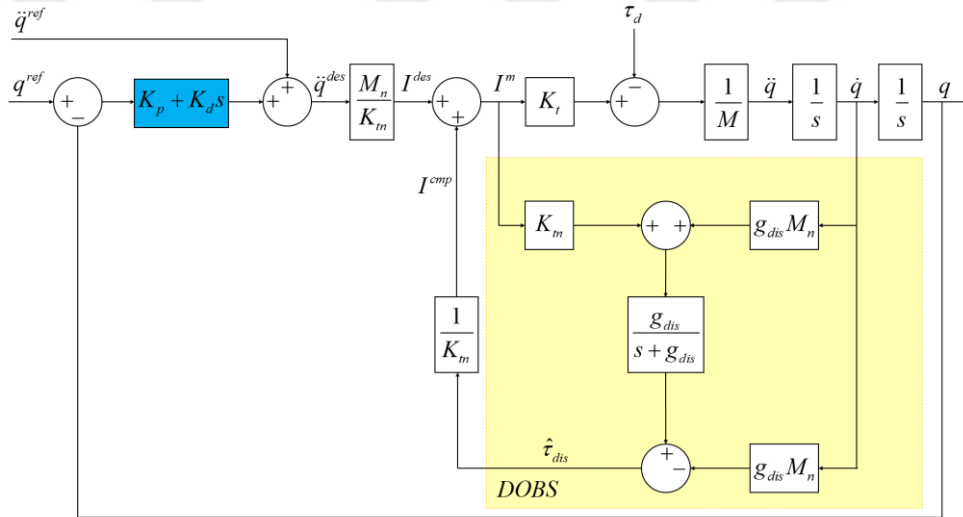 q̈^ref
τ_d
q^ref
+
−
K_p + K_d s
+
+
q̈^des
M_n
K_tn
I^des
+
+
I^m
K_t
+
−
1
M
q̈
1
s
q̇
1
s
q
I^cmp
K_tn
+ +
g_dis M_n
1
K_tn
g_dis
s + g_dis
τ̂_dis
+
−
g_dis M_n
DOBS